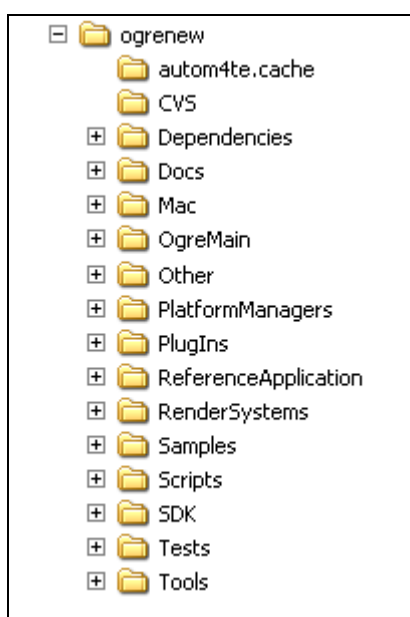 ogrenew
autom4te.cache
CVS
Dependencies
Docs
Mac
OgreMain
Other
PlatformManagers
PlugIns
ReferenceApplication
RenderSystems
Samples
Scripts
SDK
Tests
Tools